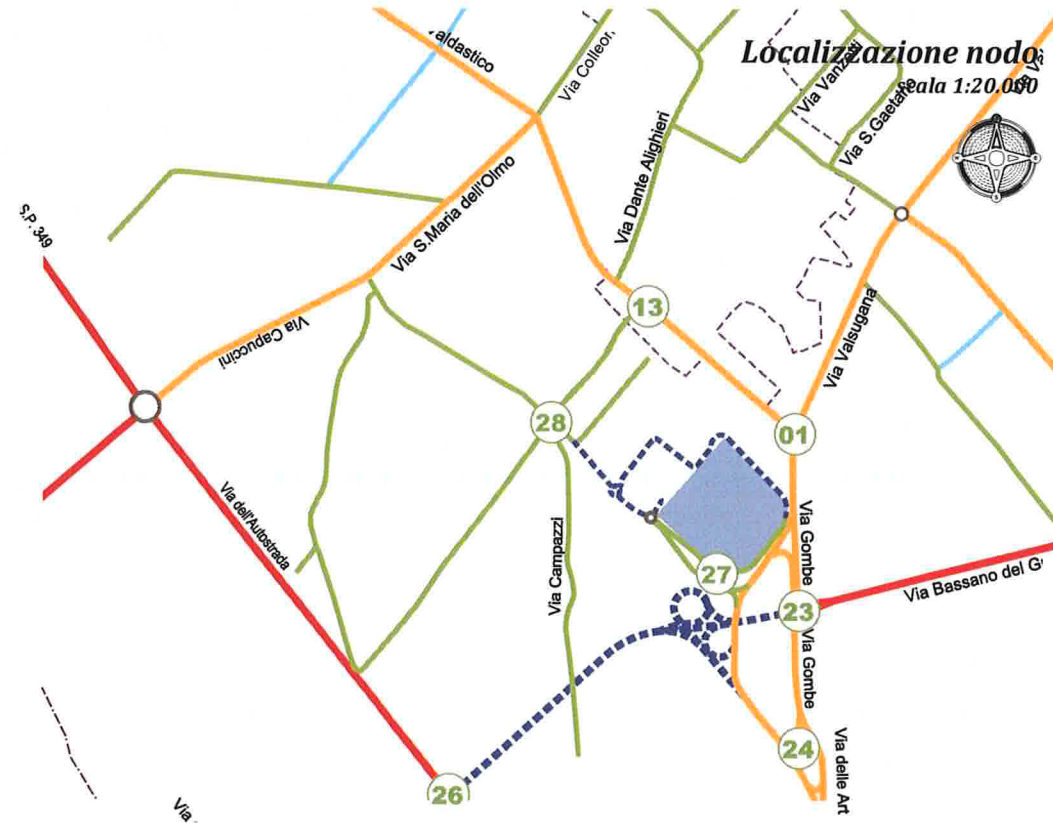 Localizzazione nodo
scala 1:20.000
aldastico
Via Colleor
Via Vanzetti
Via S.Gaetano
Via Dante Alighieri
Via S.Maria dell'Olmo
S.P. 349
Via Capuccini
Via Valsugana
13
28
01
Via dell'Autostrada
Via Campazzi
Via Gombe
27
23
Via Bassano del G
Via Gombe
24
Via delle Art
26
Via